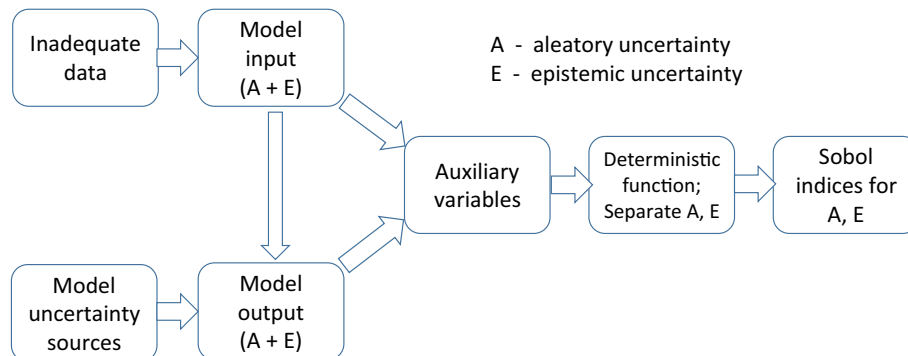 Inadequate
data
Model
input
(A + E)
A - aleatory uncertainty
E - epistemic uncertainty
Auxiliary
variables
Deterministic
function;
Separate A, E
Sobol
indices for
A, E
Model
uncertainty
sources
Model
output
(A + E)